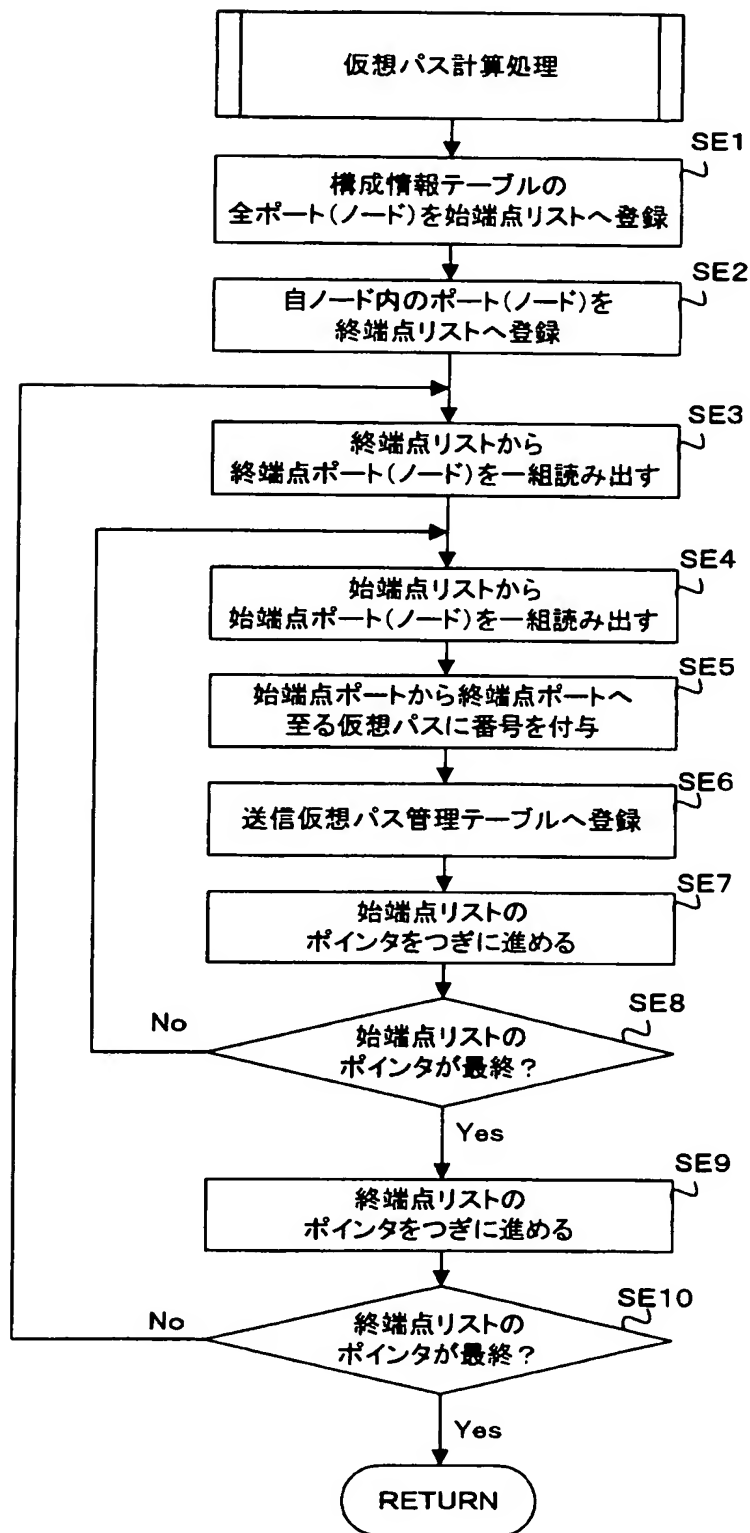 仮想パス計算処理
SE1
構成情報テーブルの
全ポート(ノード)を始端点リストへ登録
SE2
自ノード内のポート(ノード)を
終端点リストへ登録
SE3
終端点リストから
終端点ポート(ノード)を一組読み出す
SE4
始端点リストから
始端点ポート(ノード)を一組読み出す
SE5
始端点ポートから終端点ポートへ
至る仮想パスに番号を付与
SE6
送信仮想パス管理テーブルへ登録
SE7
始端点リストの
ポインタをつぎに進める
SE8
No
始端点リストの
ポインタが最終?
Yes
SE9
終端点リストの
ポインタをつぎに進める
SE10
No
終端点リストの
ポインタが最終?
Yes
RETURN